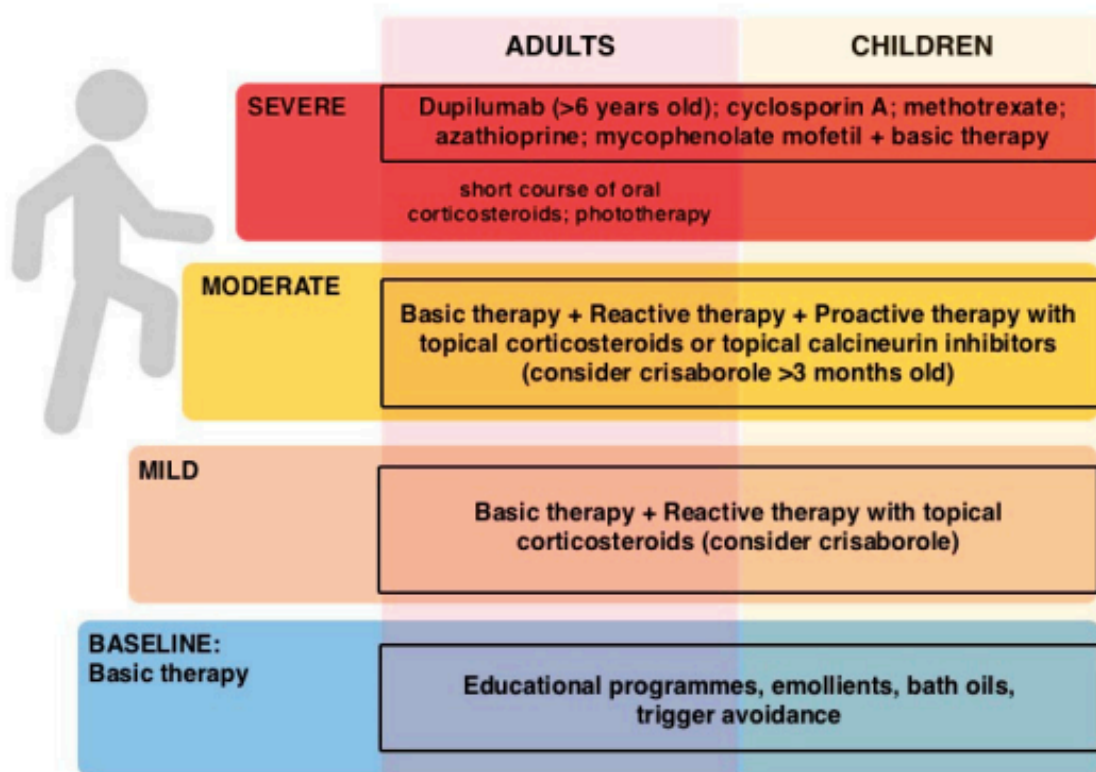 ADULTS
CHILDREN
SEVERE
Dupilumab (>6 years old); cyclosporin A; methotrexate;
azathioprine; mycophenolate mofetil + basic therapy
short course of oral
corticosteroids; phototherapy
MODERATE
Basic therapy + Reactive therapy + Proactive therapy with
topical corticosteroids or topical calcineurin inhibitors
(consider crisaborole >3 months old)
MILD
Basic therapy + Reactive therapy with topical
corticosteroids (consider crisaborole)
BASELINE:
Basic therapy
Educational programmes, emollients, bath oils,
trigger avoidance